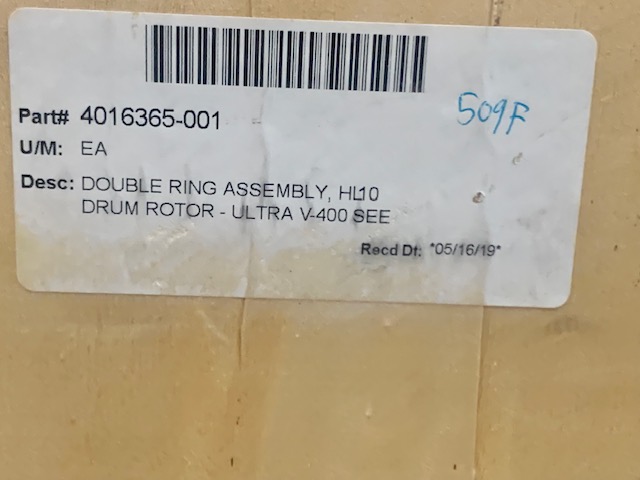 Part# 4016365-001
509F
U/M: EA
Desc: DOUBLE RING ASSEMBLY, HL10
DRUM ROTOR - ULTRA V-400 SEE
Recd Dt: *05/16/19*